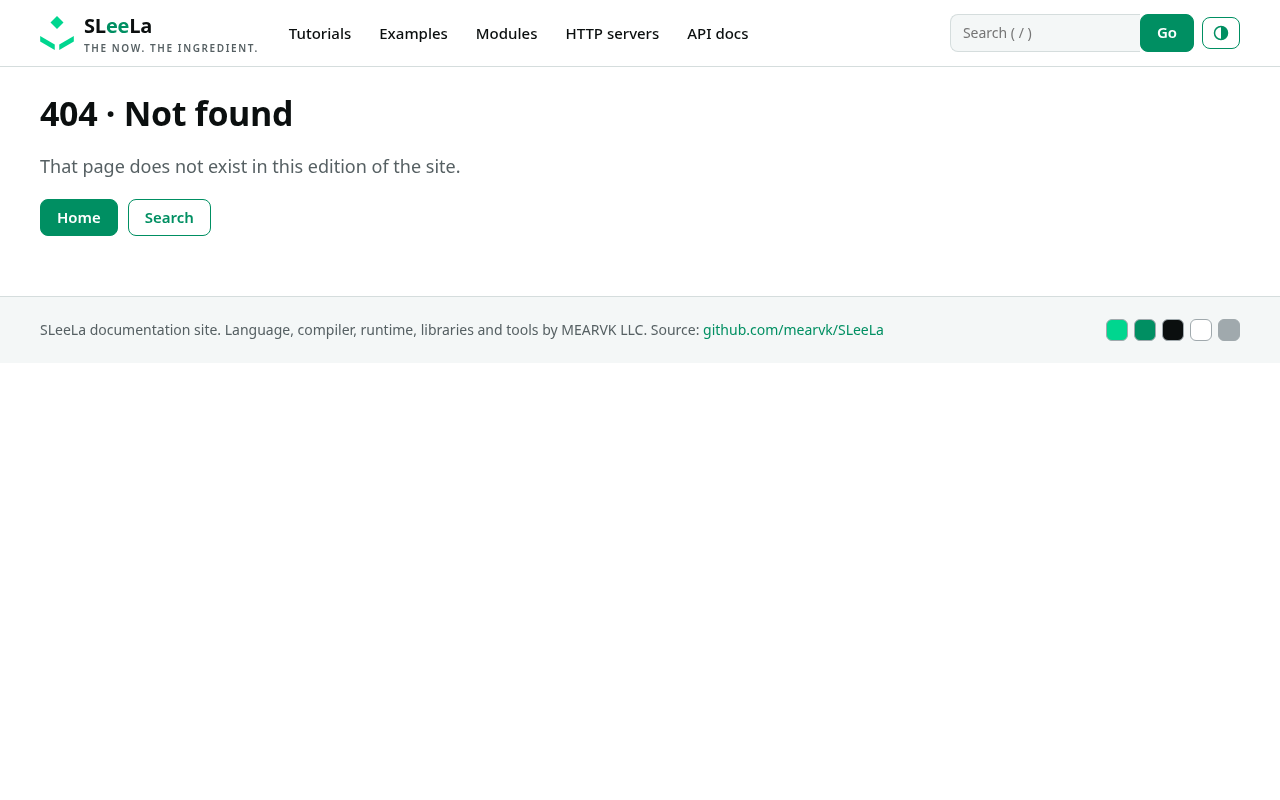 SLeeLa
THE NOW. THE INGREDIENT.
Tutorials
Examples
Modules
HTTP servers
API docs
Search ( / )
Go
404 · Not found
That page does not exist in this edition of the site.
Home
Search
SLeeLa documentation site. Language, compiler, runtime, libraries and tools by MEARVK LLC. Source: github.com/mearvk/SLeeLa